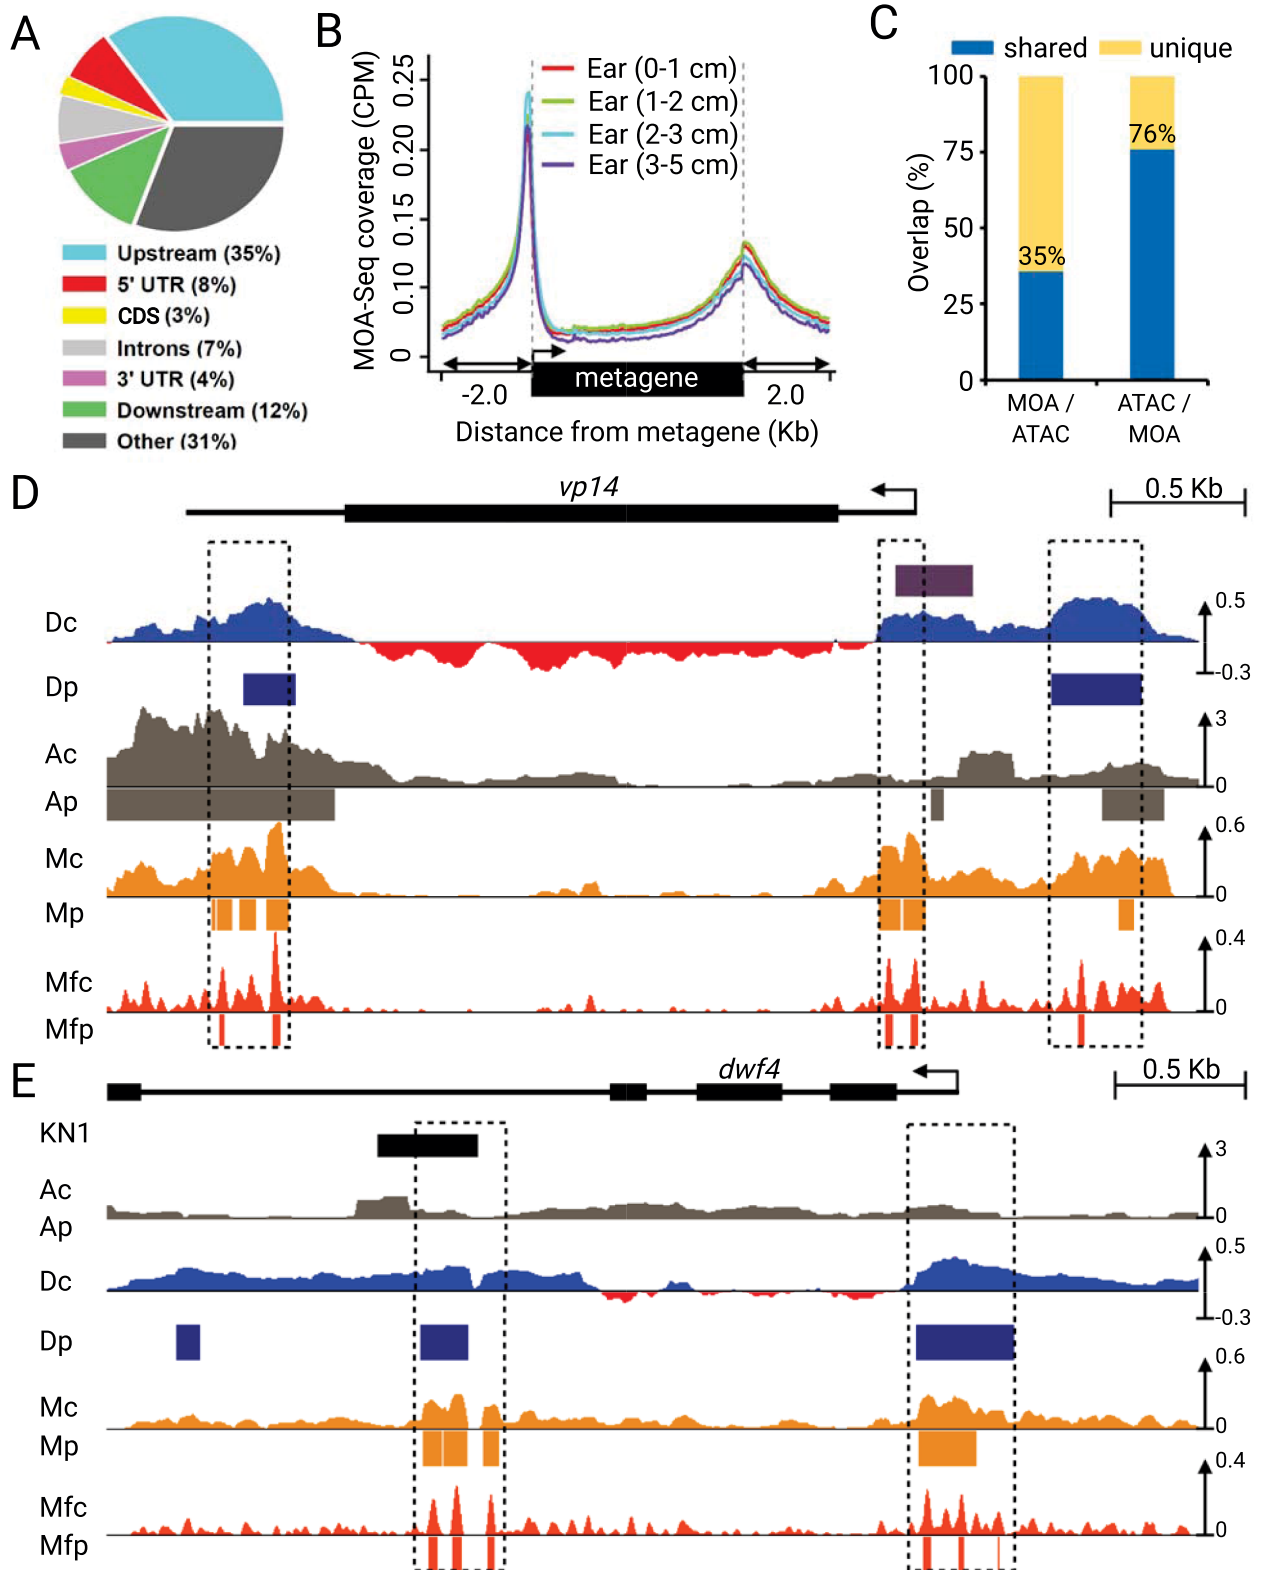 A
Upstream (35%)
5' UTR (8%)
CDS (3%)
Introns (7%)
3' UTR (4%)
Downstream (12%)
Other (31%)
B
MOA-Seq coverage (CPM)
0.25
0.20
0.15
0.10
0
Ear (0-1 cm)
Ear (1-2 cm)
Ear (2-3 cm)
Ear (3-5 cm)
metagene
-2.0
2.0
Distance from metagene (Kb)
C
shared
unique
Overlap (%)
100
75
50
25
0
35%
76%
MOA /
ATAC
ATAC /
MOA
D
vp14
0.5 Kb
Dc
0.5
-0.3
Dp
Ac
3
0
Ap
Mc
0.6
0
Mp
Mfc
0.4
0
Mfp
E
dwf4
0.5 Kb
KN1
Ac
3
0
Ap
Dc
0.5
-0.3
Dp
Mc
0.6
0
Mp
Mfc
0.4
0
Mfp